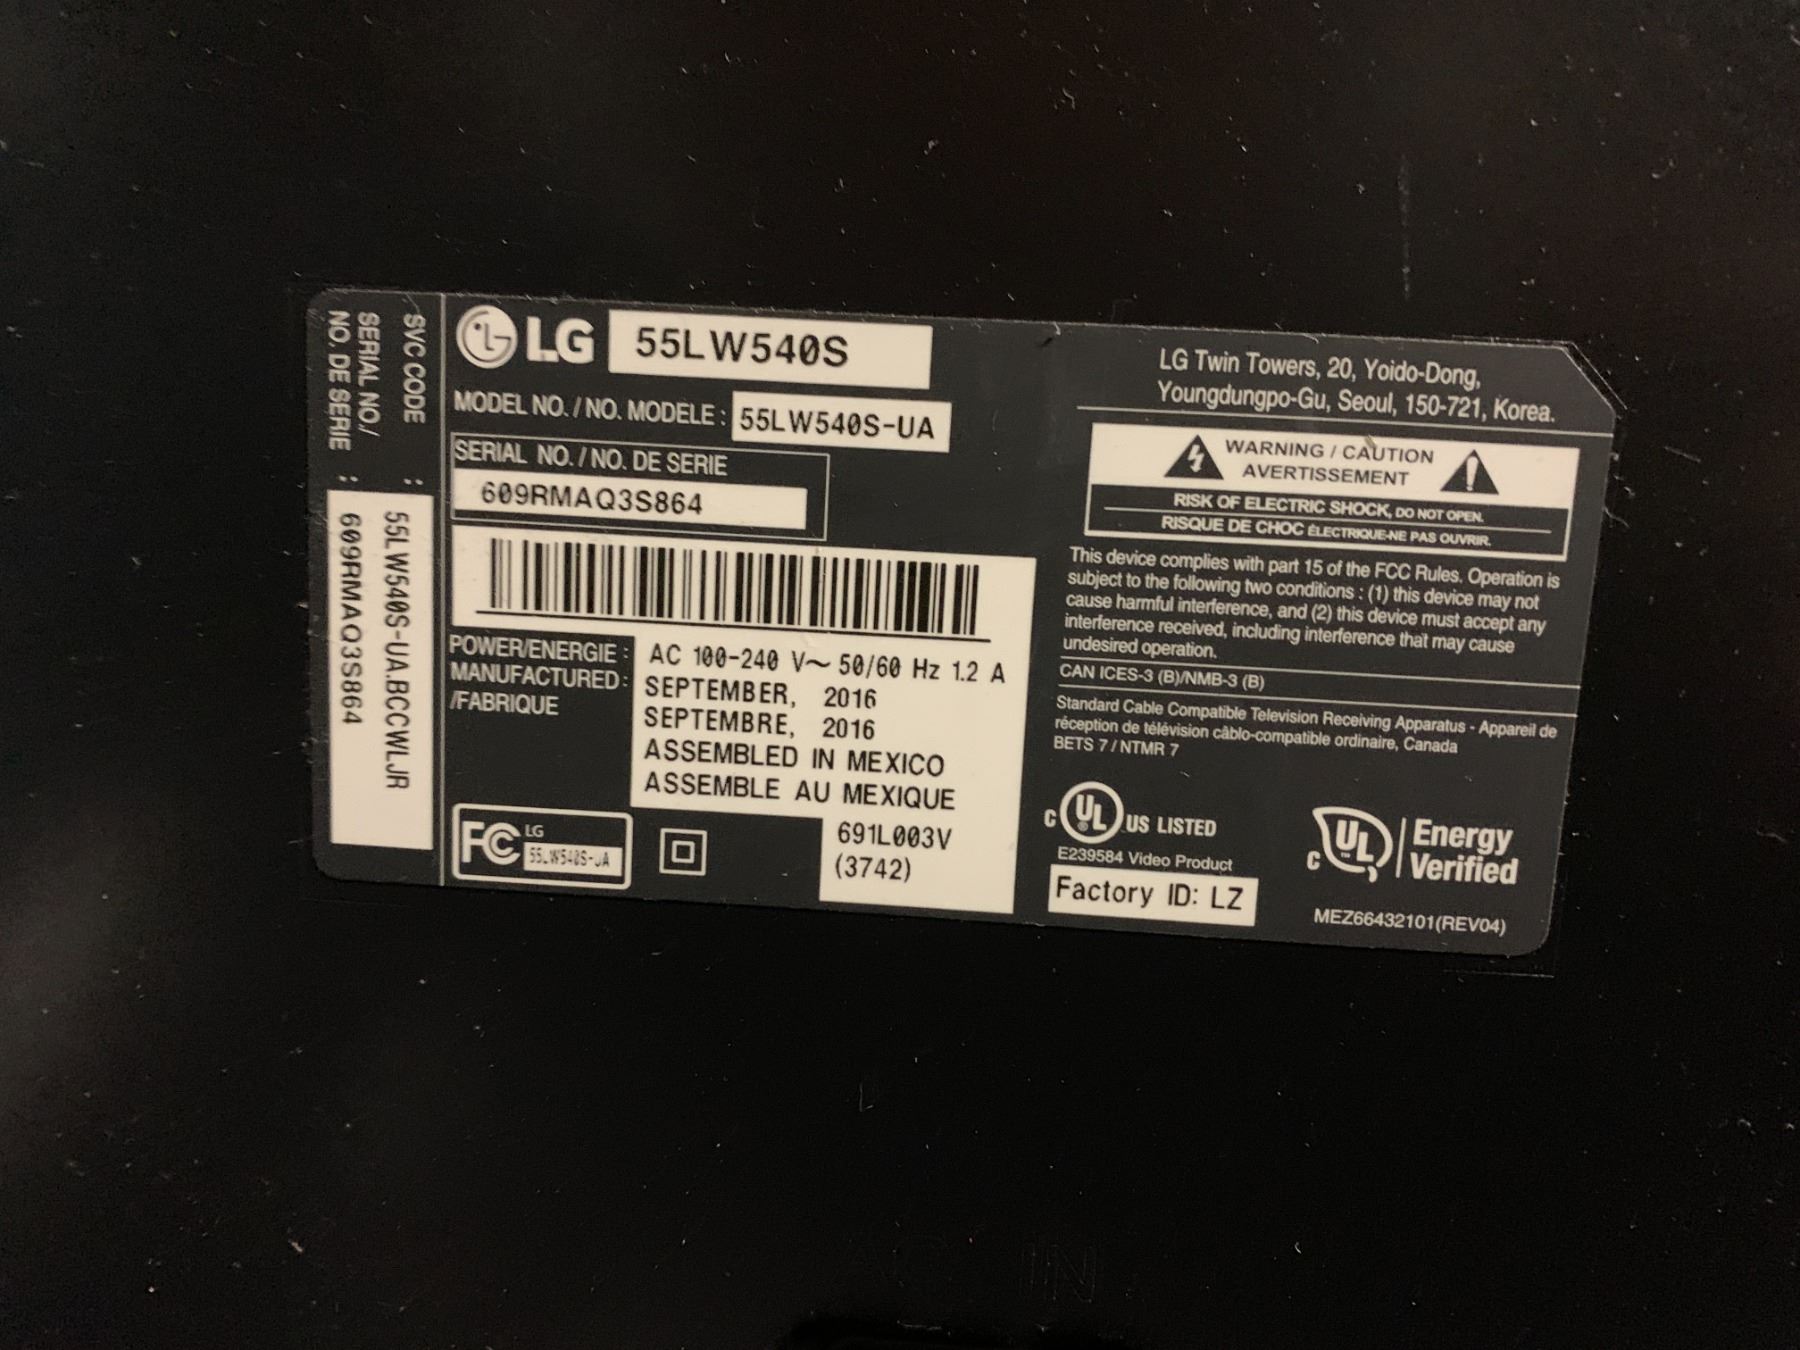 LG 55LW540S
MODEL NO. / NO. MODELE : 55LW540S-UA
SERIAL NO. / NO. DE SERIE
609RMAQ3S864
POWER/ENERGIE : AC 100-240 V~ 50/60 Hz 1.2 A
MANUFACTURED : SEPTEMBER, 2016
/FABRIQUE SEPTEMBRE, 2016
ASSEMBLED IN MEXICO
ASSEMBLE AU MEXIQUE
691L003V
(3742)
FC LG
55LW540S-UA
SVC CODE : 55LW540S-UA.BCCWLJR
SERIAL NO./
NO. DE SERIE : 609RMAQ3S864
LG Twin Towers, 20, Yoido-Dong,
Youngdungpo-Gu, Seoul, 150-721, Korea.
WARNING / CAUTION
AVERTISSEMENT
RISK OF ELECTRIC SHOCK, DO NOT OPEN.
RISQUE DE CHOC ÉLECTRIQUE-NE PAS OUVRIR.
This device complies with part 15 of the FCC Rules. Operation is
subject to the following two conditions : (1) this device may not
cause harmful interference, and (2) this device must accept any
interference received, including interference that may cause
undesired operation.
CAN ICES-3 (B)/NMB-3 (B)
Standard Cable Compatible Television Receiving Apparatus - Appareil de
réception de télévision câblo-compatible ordinaire, Canada
BETS 7 / NTMR 7
C UL US LISTED
E239584 Video Product
Factory ID: LZ
C UL Energy
Verified
MEZ66432101(REV04)